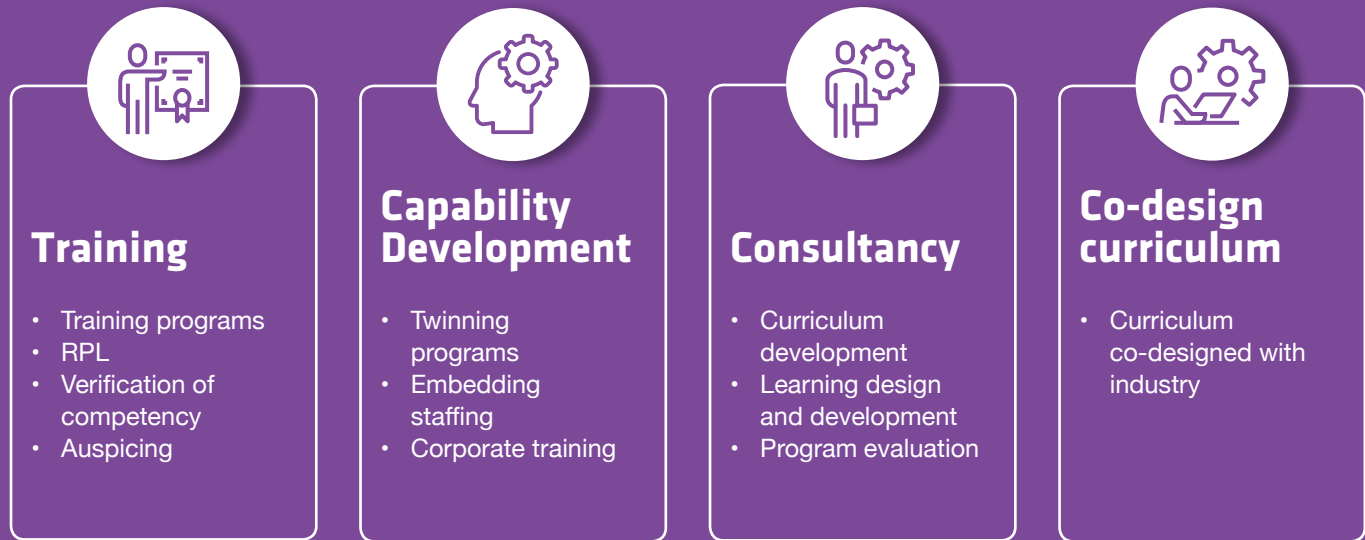 Training
• Training programs
• RPL
• Verification of
competency
• Auspicing
Capability
Development
• Twinning
programs
• Embedding
staffing
• Corporate training
Consultancy
• Curriculum
development
• Learning design
and development
• Program evaluation
Co-design
curriculum
• Curriculum
co-designed with
industry